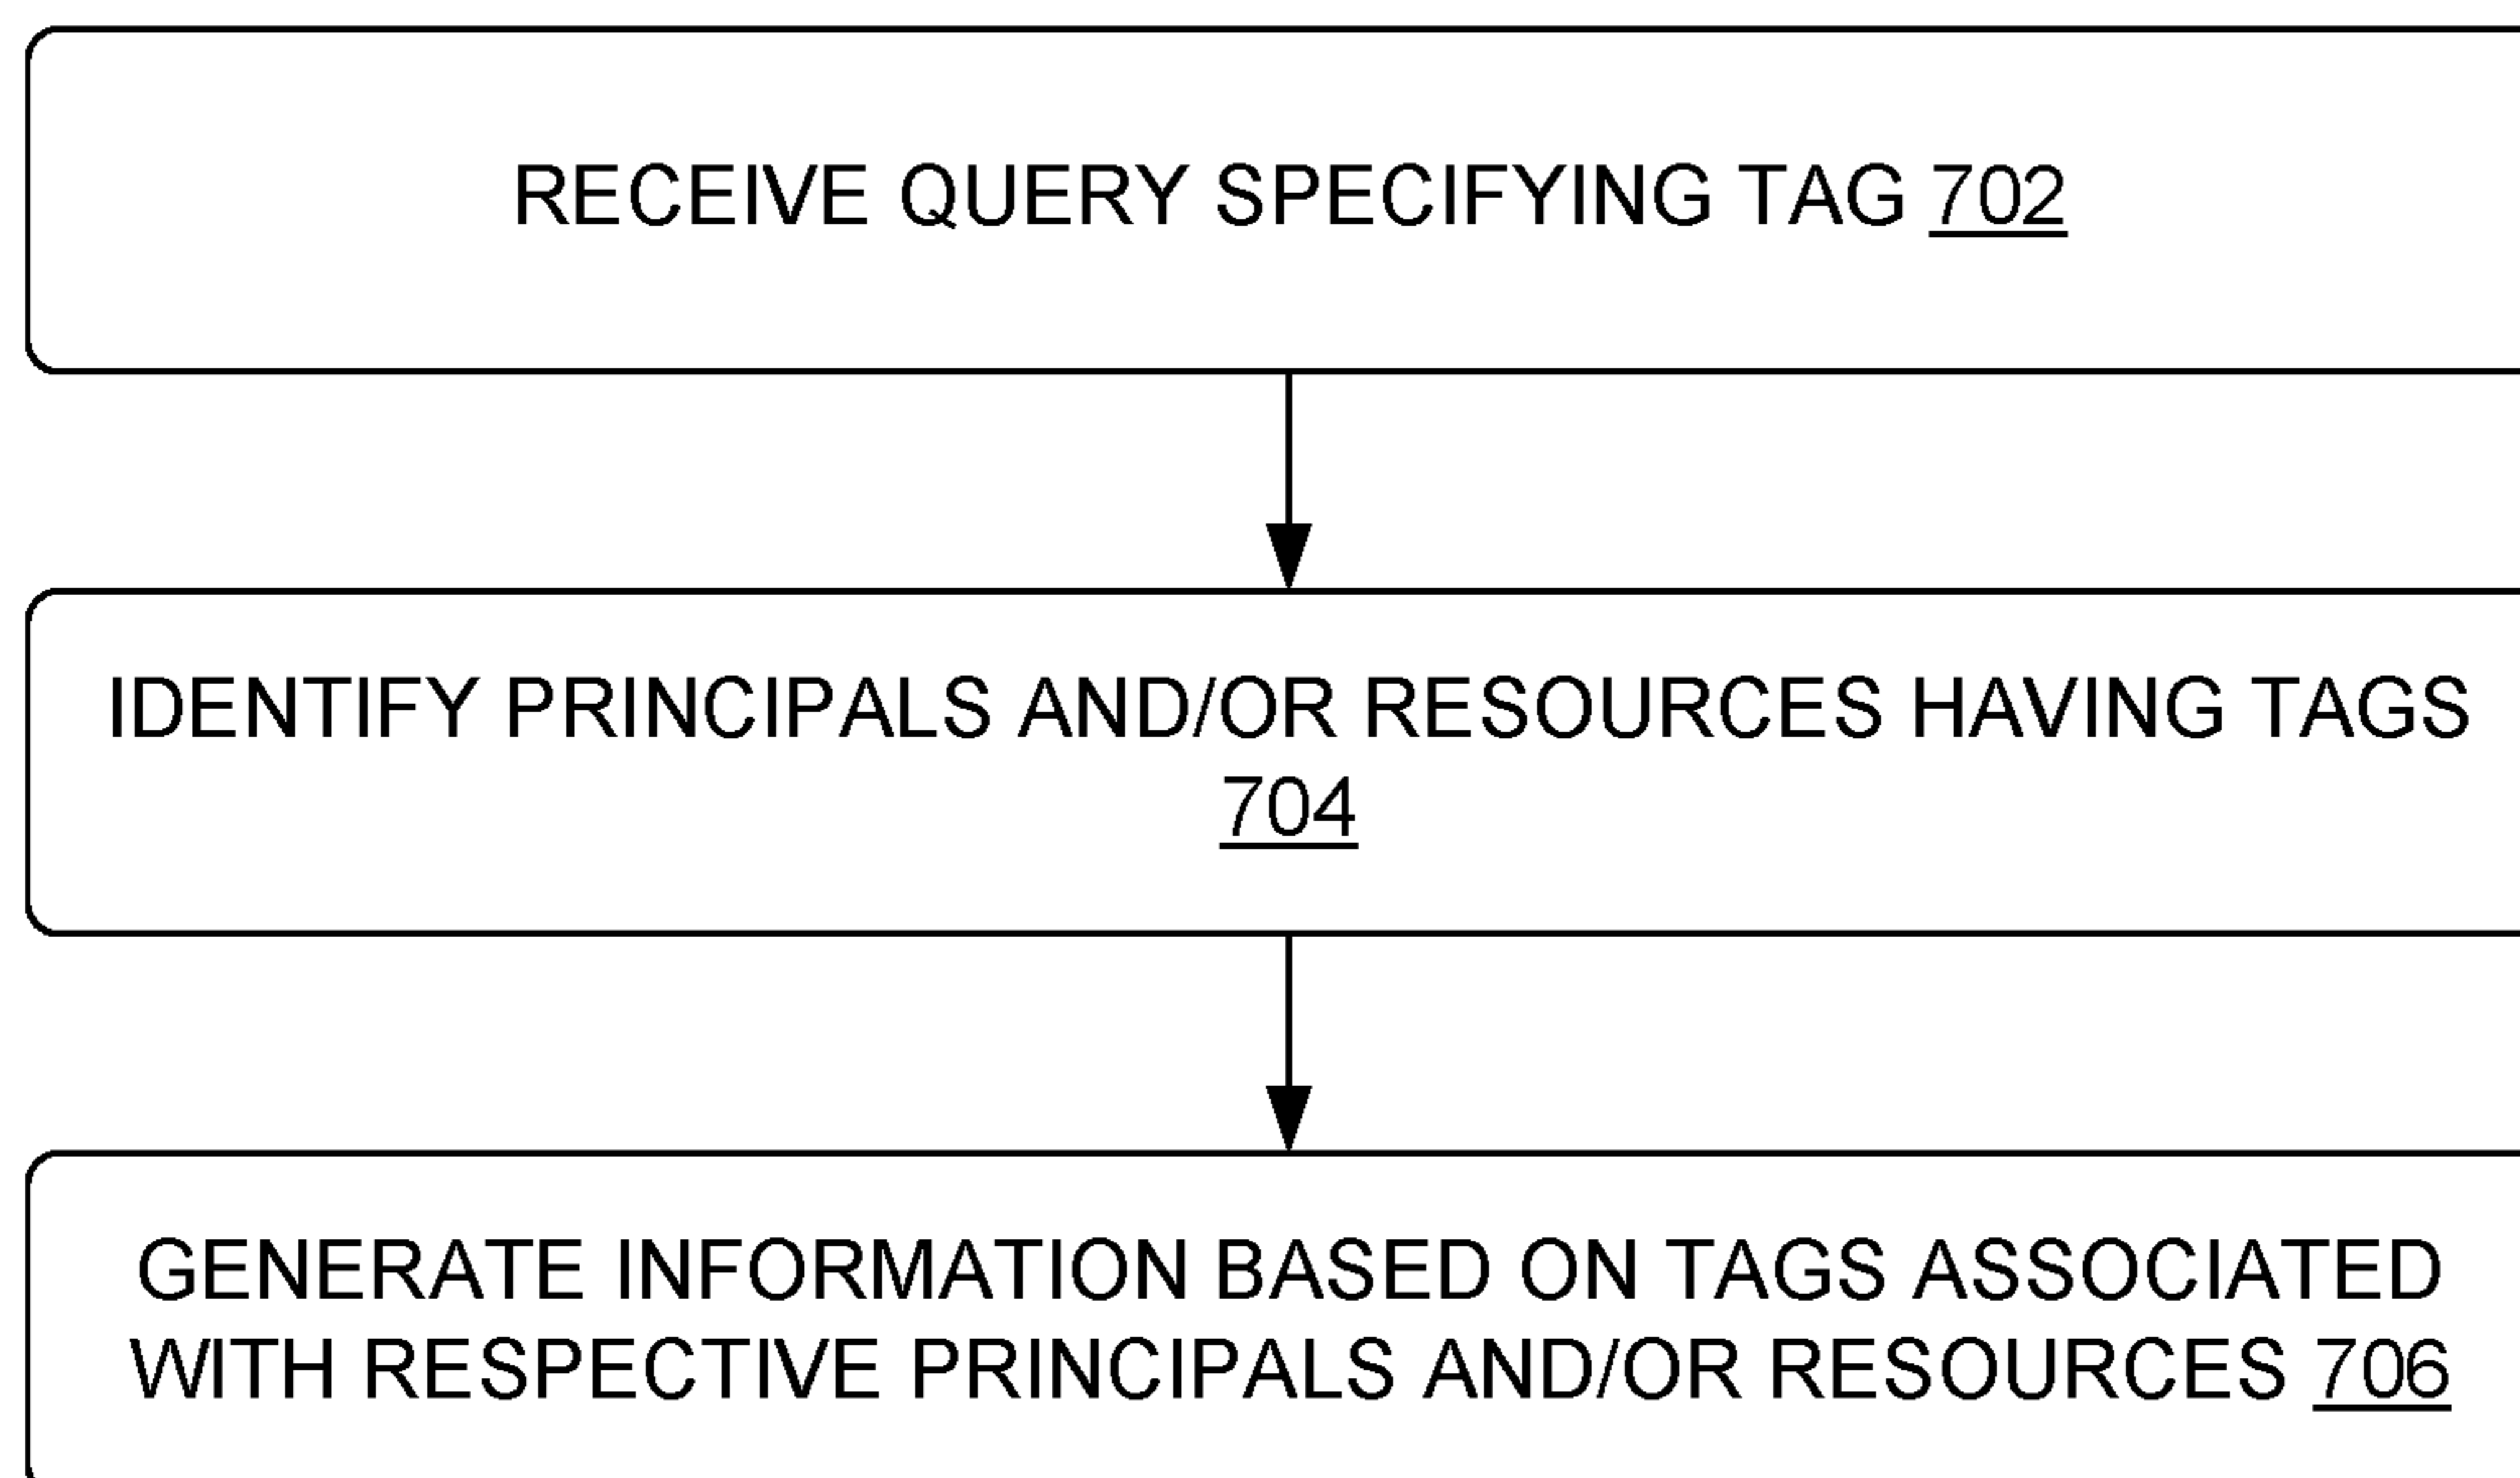 RECEIVE QUERY SPECIFYING TAG 702
IDENTIFY PRINCIPALS AND/OR RESOURCES HAVING TAGS
704
GENERATE INFORMATION BASED ON TAGS ASSOCIATED
WITH RESPECTIVE PRINCIPALS AND/OR RESOURCES 706